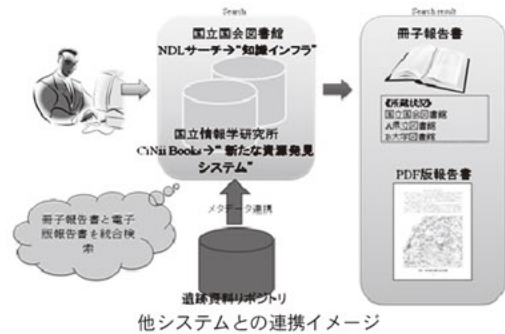 Search
国立国会図書館
NDLサーチ→“知識インフラ”
国立情報学研究所
CiNii Books→“新たな資源発見
システム”
メタデータ連携
遺跡資料リポジトリ
冊子報告書と電子
版報告書を統合検
索
Search result
冊子報告書
《所蔵状況》
国立国会図書館
A県立図書館
B大学図書館
PDF版報告書
他システムとの連携イメージ